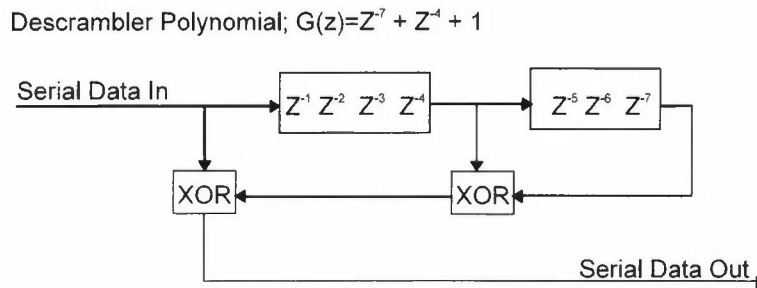 Descrambler Polynomial; G(z)=Z⁻⁷ + Z⁻⁴ + 1
Serial Data In
Z⁻¹ Z⁻² Z⁻³ Z⁻⁴
Z⁻⁵ Z⁻⁶ Z⁻⁷
XOR
XOR
Serial Data Out